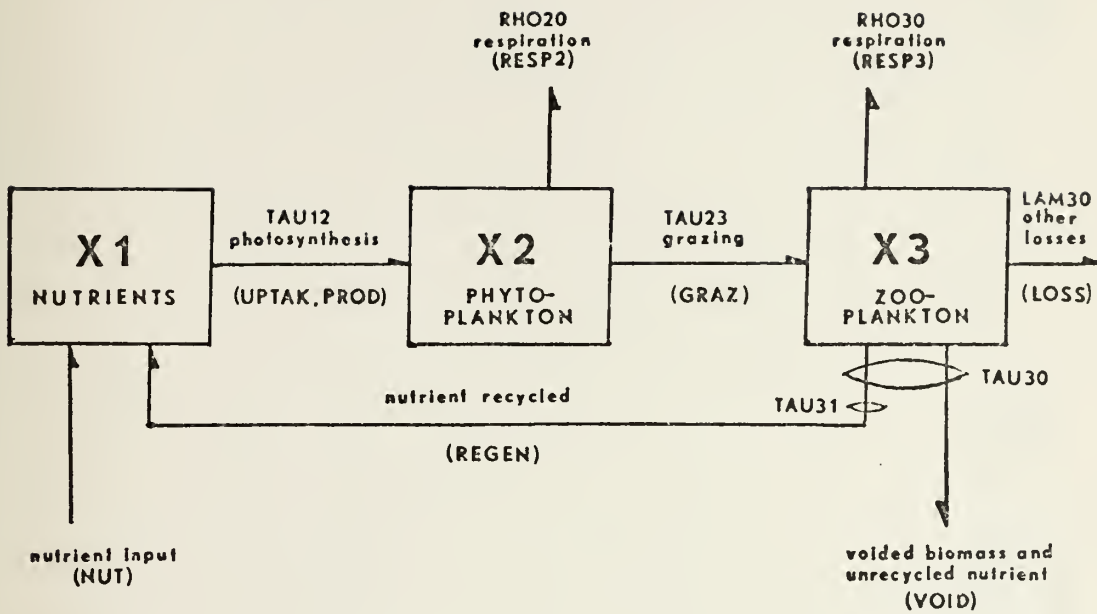 RHO20
respiration
(RESP2)
RHO30
respiration
(RESP3)
X1
NUTRIENTS
TAU12
photosynthesis
(UPTAK, PROD)
X2
PHYTO-
PLANKTON
TAU23
grazing
(GRAZ)
X3
ZOO-
PLANKTON
LAM30
other
losses
(LOSS)
TAU30
TAU31
nutrient recycled
(REGEN)
nutrient input
(NUT)
voided biomass and
unrecycled nutrient
(VOID)